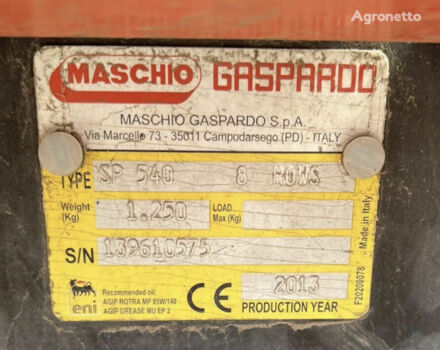 Agronetto
MASCHIO GASPARDO
MASCHIO GASPARDO S.p.A.
Via Marcello 73 - 35011 Campodarsego (PD) - ITALY
TYPE SP 540 8 ROWS
Weight (Kg) 1.250 LOAD Max (Kg)
S/N 139610575
Made in Italy
F20200078
eni
Recommended oil:
AGIP ROTRA MP 85W/140
AGIP GREASE MU EP 2
CE
2013
PRODUCTION YEAR